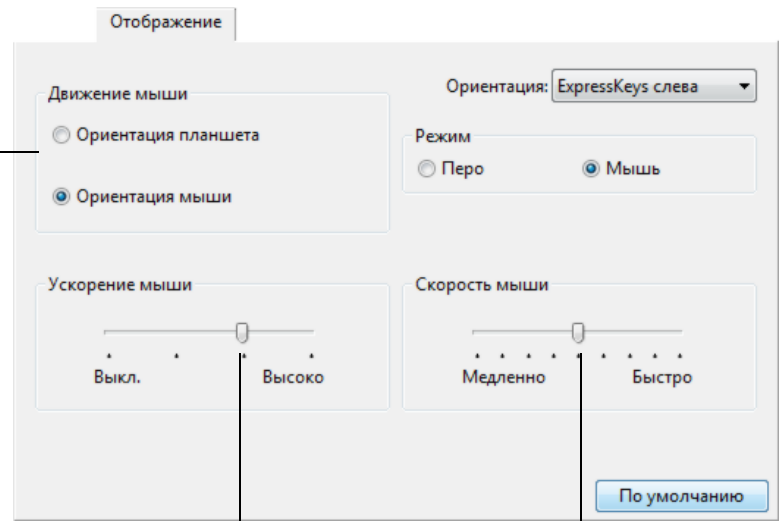 Отображение
Движение мыши
Ориентация: ExpressKeys слева
Ориентация планшета
Ориентация мыши
Режим
Перо Мышь
Ускорение мыши
Выкл. Высоко
Скорость мыши
Медленно Быстро
По умолчанию